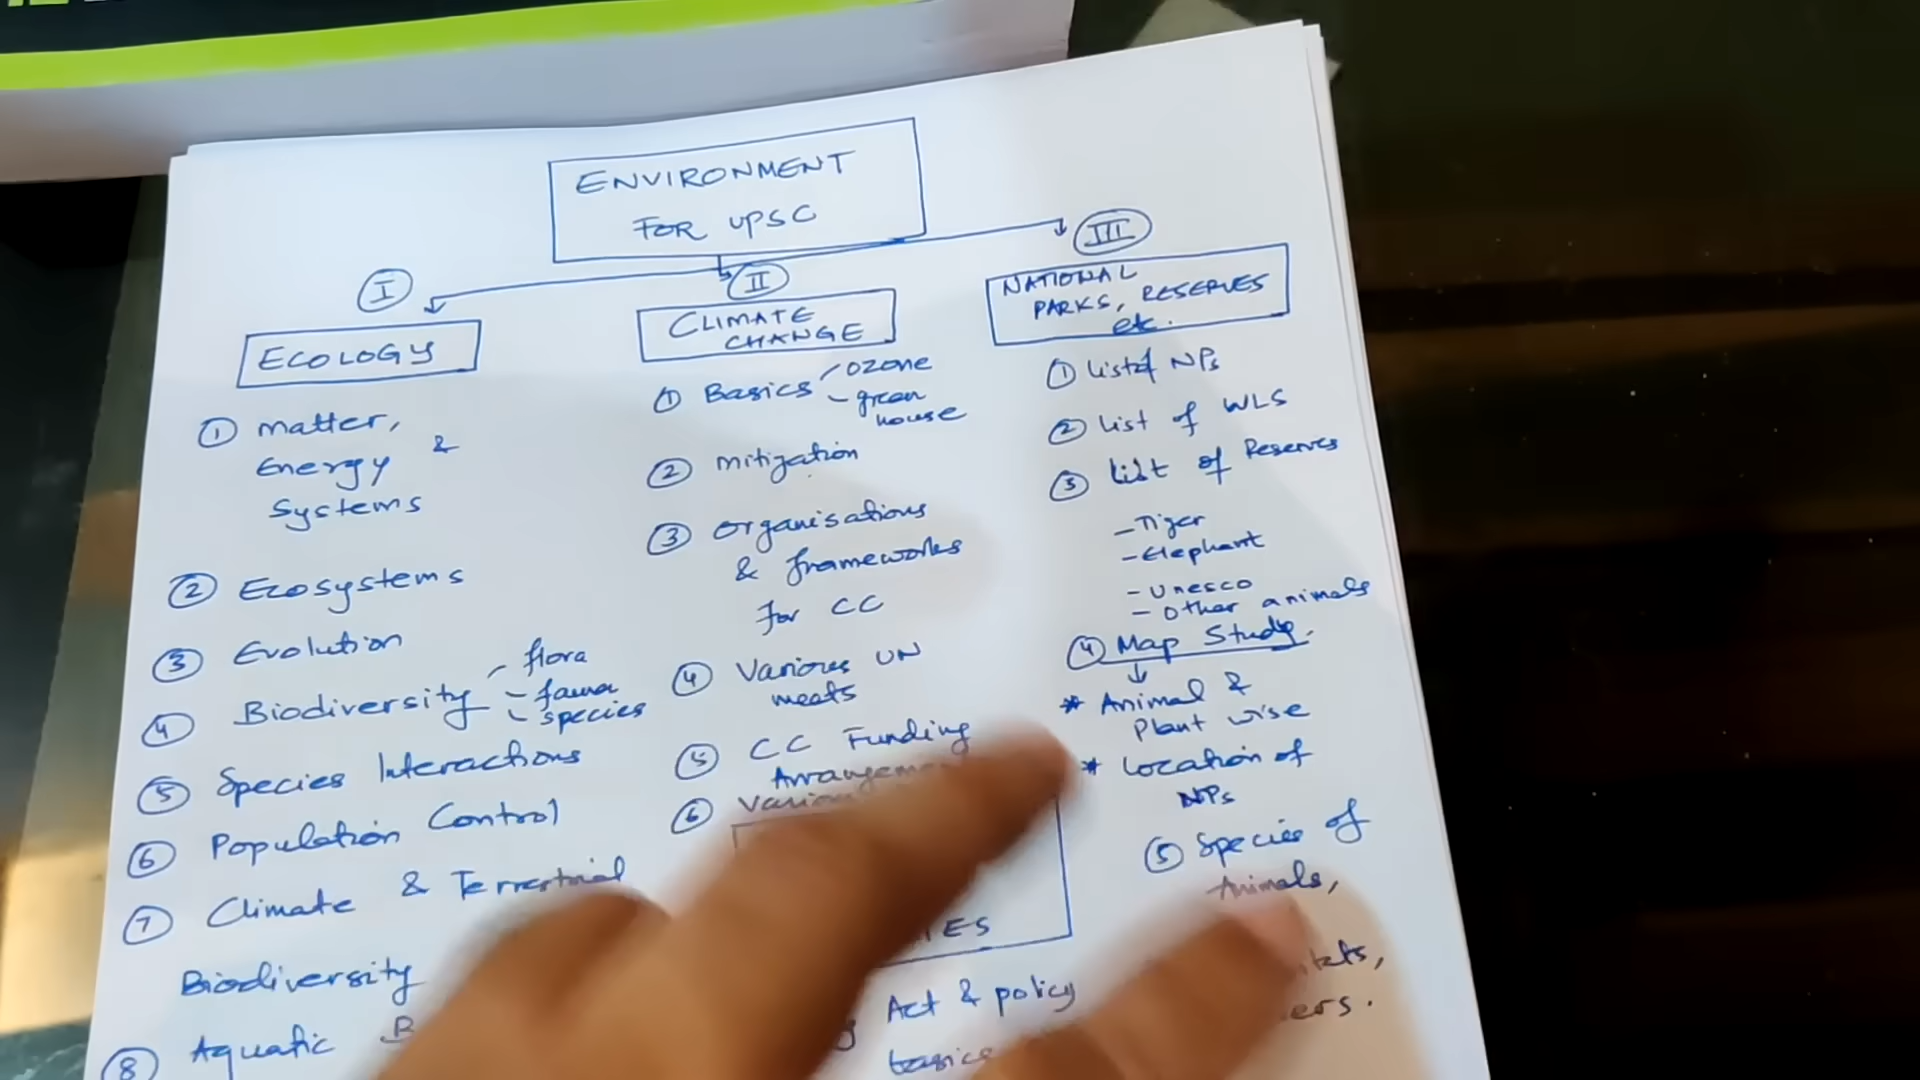 ENVIRONMENT
FOR UPSC
I
ECOLOGY
① matter,
Energy &
Systems
② Ecosystems
③ Evolution
④ Biodiversity - flora
- fauna
- species
⑤ Species Interactions
⑥ Population Control
⑦ Climate & Terrestrial
Biodiversity
⑧ Aquatic B
II
CLIMATE
CHANGE
① Basics - ozone
- green
house
② mitigation
③ organisations
& frameworks
for CC
④ Various UN
meets
⑤ CC Funding
Arrangemen
⑥ Variou
Act & policy
basics
III
NATIONAL
PARKS, RESERVES
etc.
① list of NPs
② list of WLS
③ list of Reserves
- Tiger
- Elephant
- Unesco
- Other animals
④ Map Study.
* Animal &
Plant wise
* Location of
NPs
⑤ Species of
Animals,